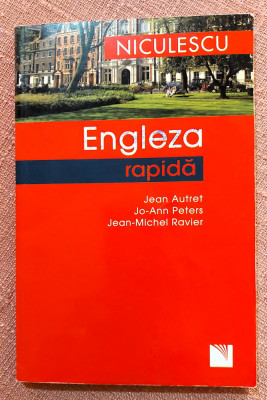 NICULESCU
Engleza
rapidă
Jean Autret
Jo-Ann Peters
Jean-Michel Ravier